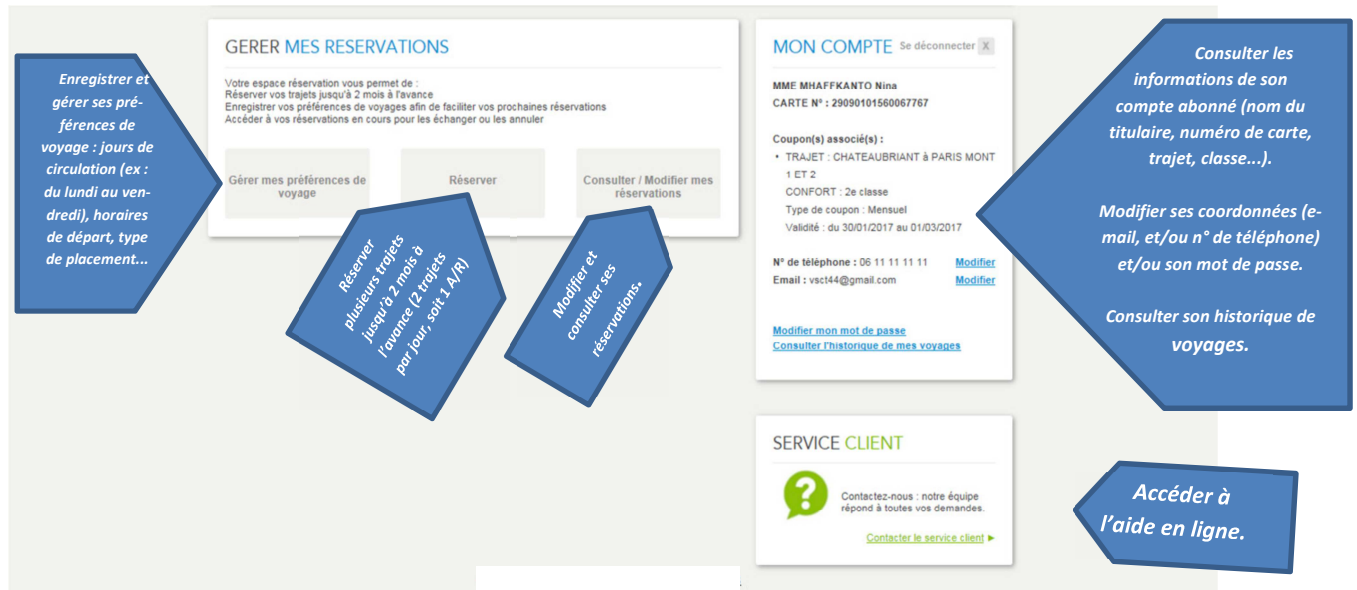 Enregistrer et
gérer ses pré-
férences de
voyage : jours de
circulation (ex :
du lundi au ven-
dredi), horaires
de départ, type
de placement...
GERER MES RESERVATIONS
Votre espace réservation vous permet de :
Réserver vos trajets jusqu'à 2 mois à l'avance
Enregistrer vos préférences de voyages afin de faciliter vos prochaines réservations
Accéder à vos réservations en cours pour les échanger ou les annuler
Gérer mes préférences de
voyage
Réserver
Consulter / Modifier mes
réservations
Réserver
plusieurs trajets
jusqu'à 2 mois à
l'avance (2 trajets
par jour, soit 1 A/R)
Modifier et
consulter ses
réservations.
MON COMPTE Se déconnecter X
MME MHAFFKANTO Nina
CARTE N° : 29090101560067767
Coupon(s) associé(s) :
• TRAJET : CHATEAUBRIANT à PARIS MONT
1 ET 2
CONFORT : 2e classe
Type de coupon : Mensuel
Validité : du 30/01/2017 au 01/03/2017
N° de téléphone : 06 11 11 11 11 Modifier
Email : vsct44@gmail.com Modifier
Modifier mon mot de passe
Consulter l'historique de mes voyages
Consulter les
informations de son
compte abonné (nom du
titulaire, numéro de carte,
trajet, classe...).
Modifier ses coordonnées (e-
mail, et/ou n° de téléphone)
et/ou son mot de passe.
Consulter son historique de
voyages.
SERVICE CLIENT
?
Contactez-nous : notre équipe
répond à toutes vos demandes.
Contacter le service client ►
Accéder à
l'aide en ligne.